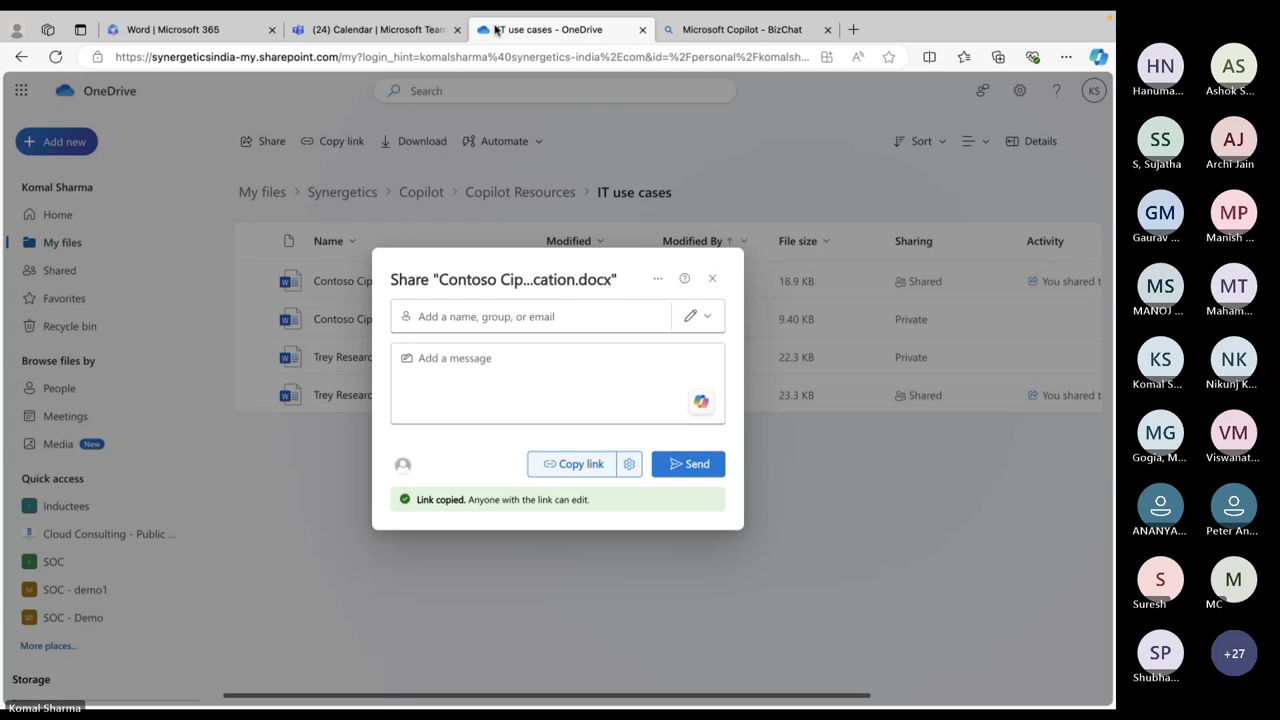 Word | Microsoft 365
(24) Calendar | Microsoft Team
IT use cases - OneDrive
Microsoft Copilot - BizChat
https://synergeticsindia-my.sharepoint.com/my?login_hint=komalsharma%40synergetics-india%2Ecom&id=%2Fpersonal%2Fkomalsh...
OneDrive
Search
KS
Add new
Share
Copy link
Download
Automate
Sort
Details
Komal Sharma
Home
My files
Shared
Favorites
Recycle bin
Browse files by
People
Meetings
Media New
Quick access
Inductees
Cloud Consulting - Public ...
SOC
SOC - demo1
SOC - Demo
More places...
Storage
Komal Sharma
My files > Synergetics > Copilot > Copilot Resources > IT use cases
Name Modified Modified By File size Sharing Activity
Contoso Cip 18.9 KB Shared You shared t
Contoso Cip 9.40 KB Private
Trey Researc 22.3 KB Private
Trey Researc 23.3 KB Shared You shared t
Share "Contoso Cip...cation.docx"
Add a name, group, or email
Add a message
Copy link
Send
Link copied. Anyone with the link can edit.
HN AS
Hanuma... Ashok S...
SS AJ
S, Sujatha Archi Jain
GM MP
Gaurav ... Manish ...
MS MT
MANOJ ... Maham...
KS NK
Komal S... Nikunj K...
MG VM
Gogia, M... Viswanat...
ANANYA... Peter An...
S M
Suresh MC
SP +27
Shubha...